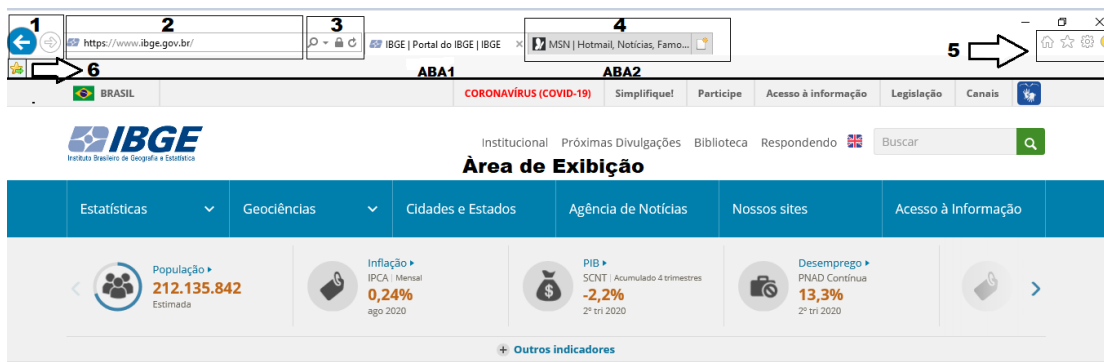 1 2 3 4
https://www.ibge.gov.br/ IBGE | Portal do IBGE | IBGE × MSN | Hotmail, Notícias, Famo...
5
6 ABA1 ABA2
BRASIL CORONAVÍRUS (COVID-19) Simplifique! Participe Acesso à informação Legislação Canais
IBGE
Instituto Brasileiro de Geografia e Estatística
Institucional Próximas Divulgações Biblioteca Respondendo Buscar
Àrea de Exibição
Estatísticas Geociências Cidades e Estados Agência de Notícias Nossos sites Acesso à Informação
População
212.135.842
Estimada
Inflação
IPCA | Mensal
0,24%
ago 2020
PIB
SCNT | Acumulado 4 trimestres
-2,2%
2º tri 2020
Desemprego
PNAD Contínua
13,3%
2º tri 2020
+ Outros indicadores